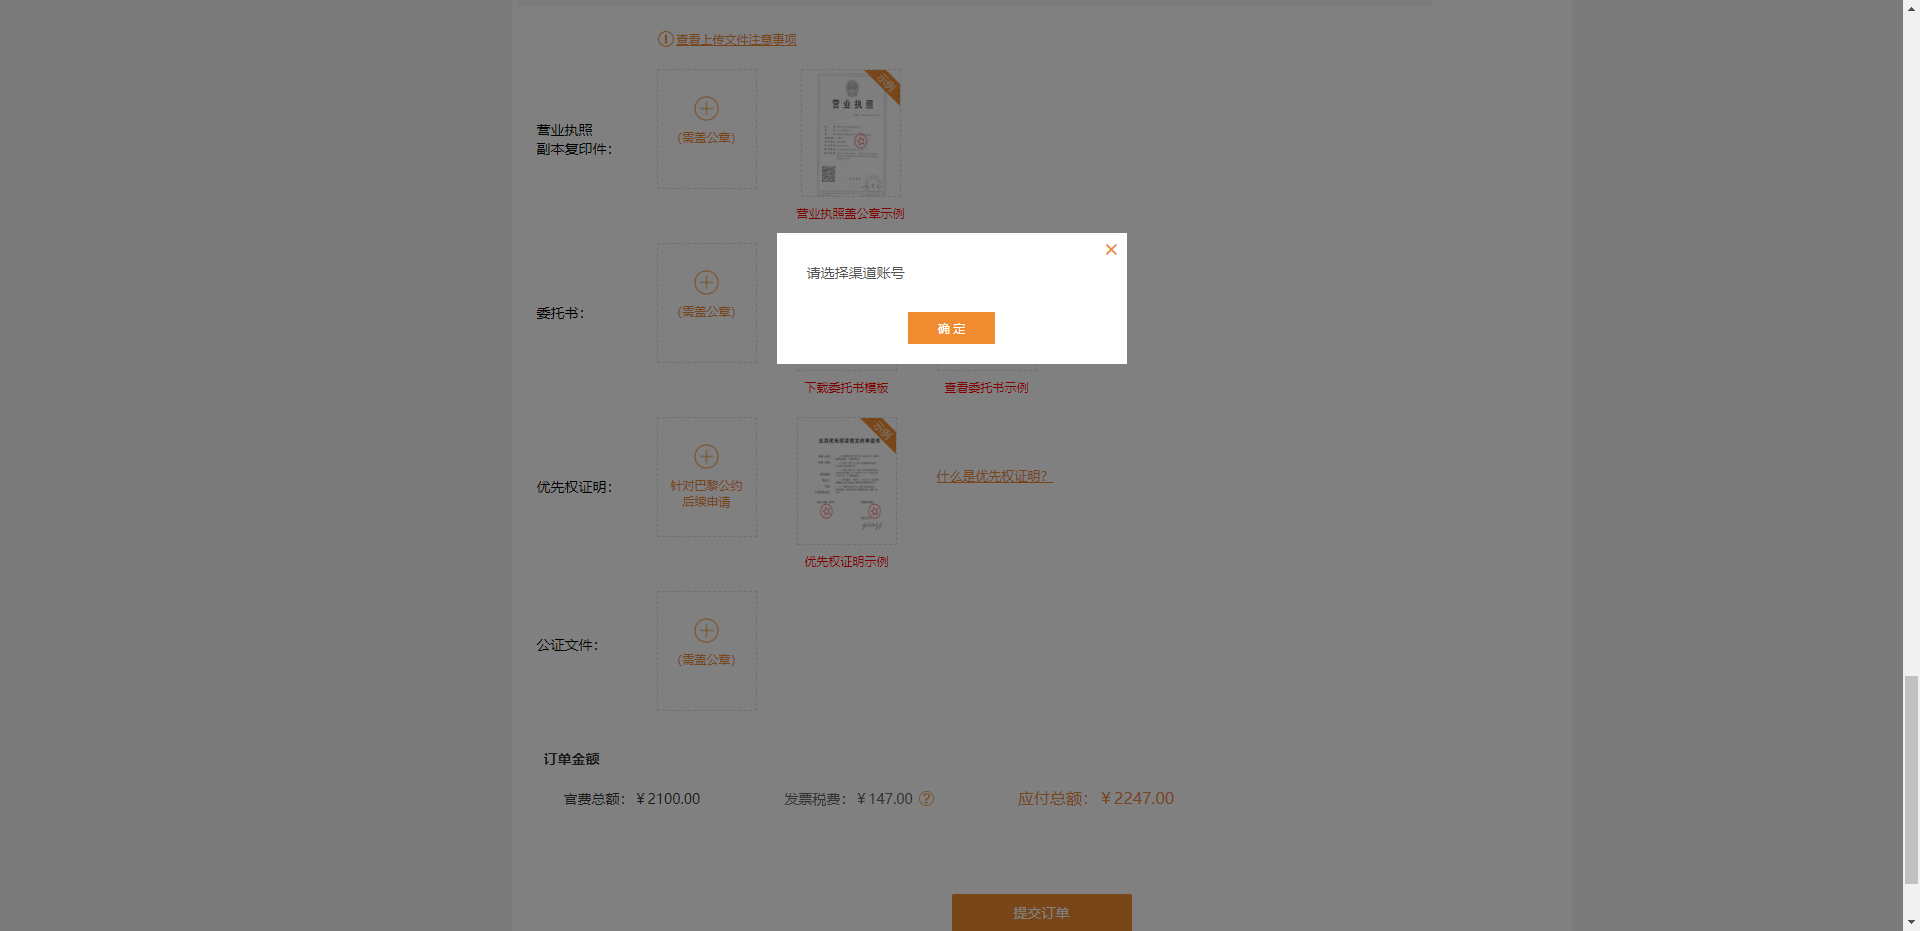 查看上传文件注意事项
营业执照
副本复印件：
(需盖公章)
示例
营业执照
营业执照盖公章示例
请选择渠道账号
确 定
委托书：
(需盖公章)
下载委托书模板
查看委托书示例
优先权证明：
针对巴黎公约
后续申请
示例
优先权证明示例
什么是优先权证明？
公证文件：
(需盖公章)
订单金额
官费总额：￥2100.00
发票税费：￥147.00
应付总额：￥2247.00
提交订单